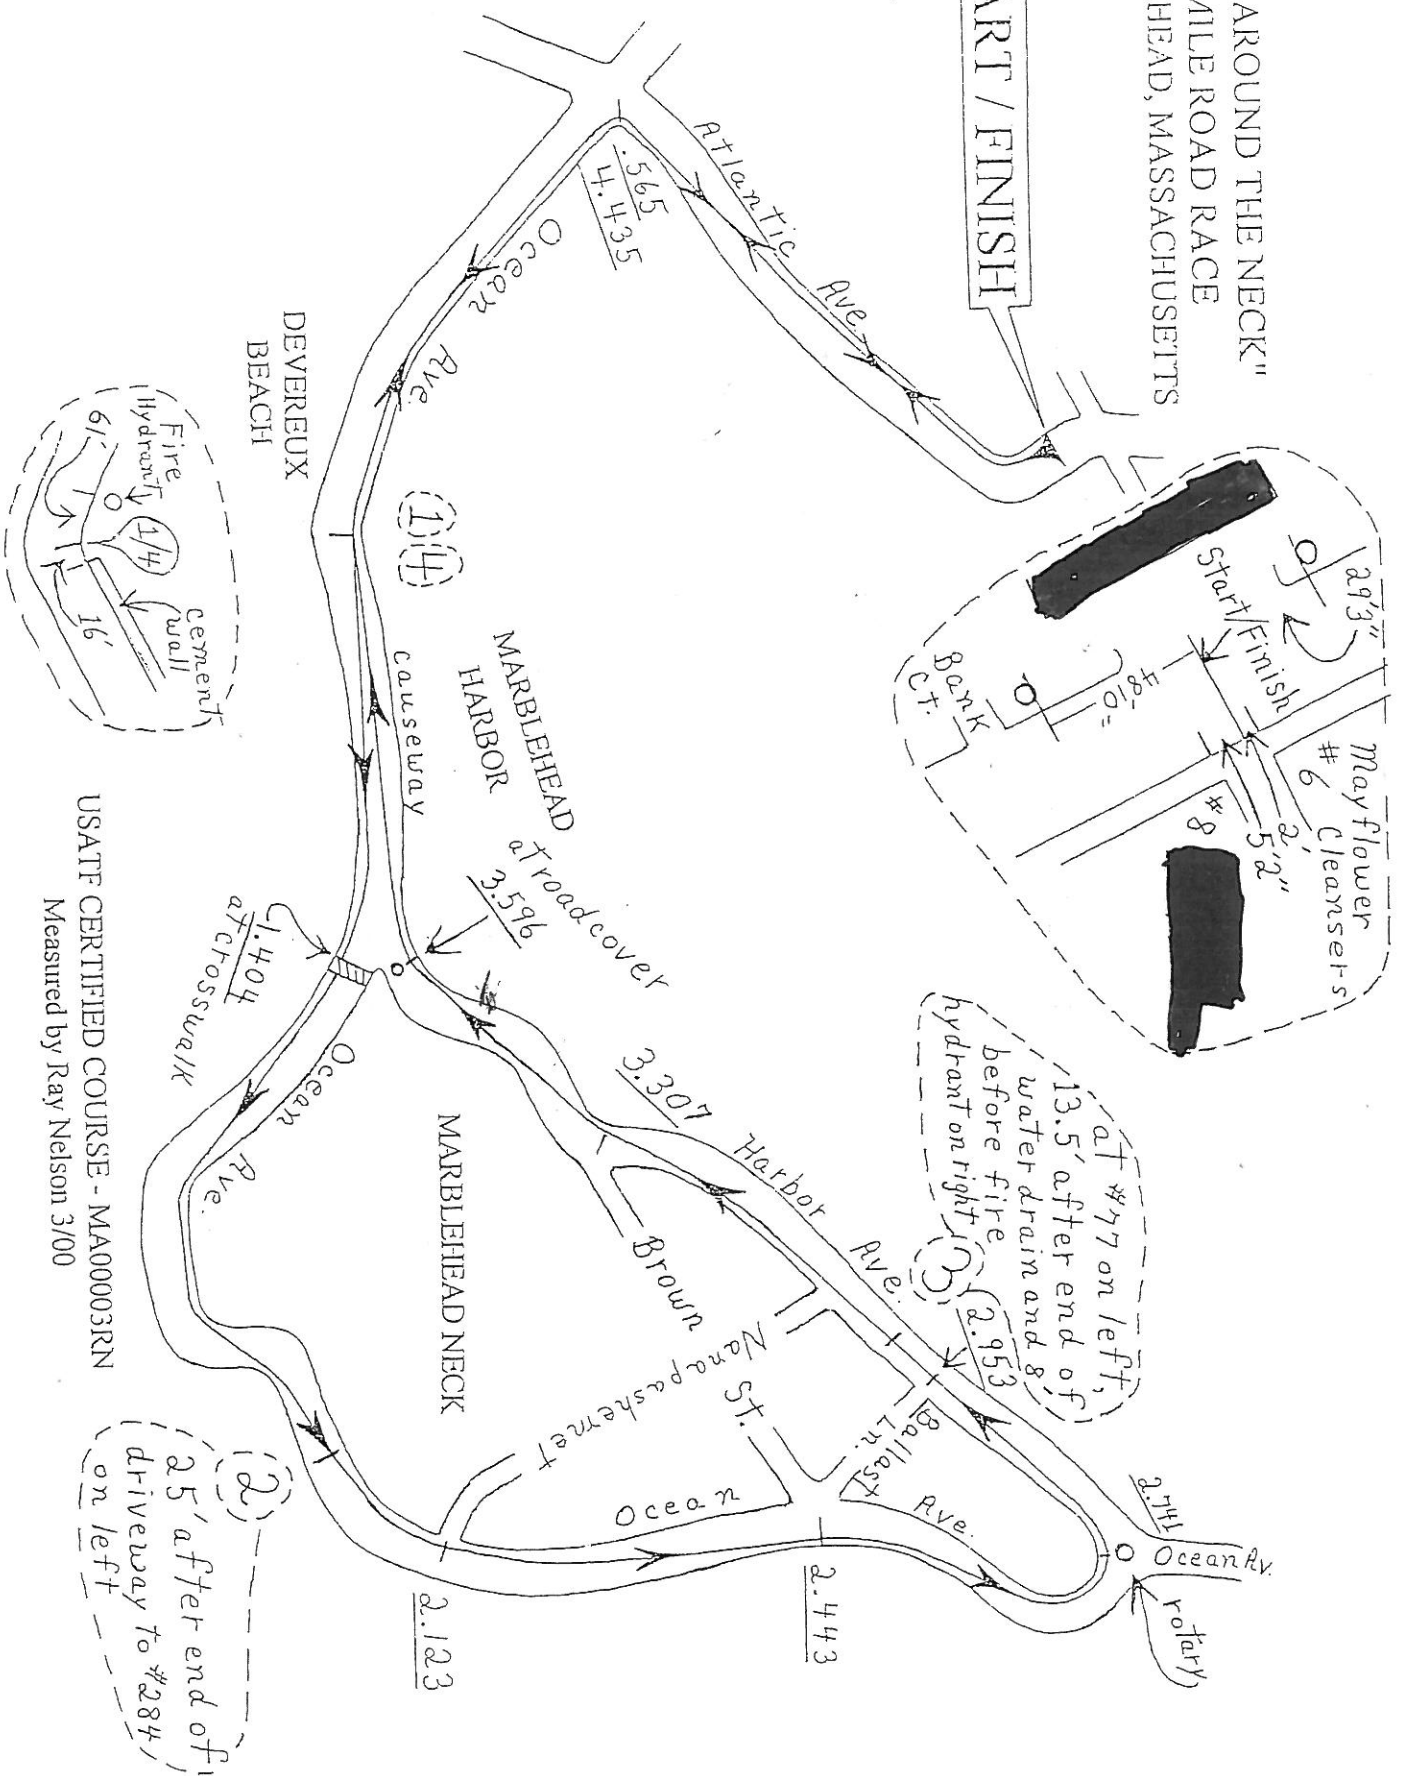 AROUND THE NECK"
MILE ROAD RACE
HEAD, MASSACHUSETTS
ART / FINISH
29'3"
Start/Finish
48'10"
Bank
Ct.
Mayflower
#6 Cleansers
2'
5'2"
#8
Atlantic
Ave.
.565
4.435
Ocean
Ave.
DEVEREUX
BEACH
1 4
causeway
MARBLEHEAD
HARBOR
at roadcover
3.596
Fire
Hydrant
1/4
cement
wall
61'
16'
1.404
at crosswalk
Ocean
Ave.
3.307
Harbor
Ave.
at #77 on left,
13.5' after end of
water drain and 8'
before fire
hydrant on right
3
2.953
Brown
St.
Nanapashemet
Ballast
Ln.
MARBLEHEAD NECK
Ocean
Ave.
2.741
Ocean Av.
rotary
2.443
2.123
2
25' after end of
driveway to #284
on left
USATF CERTIFIED COURSE - MA00003RN
Measured by Ray Nelson 3/00